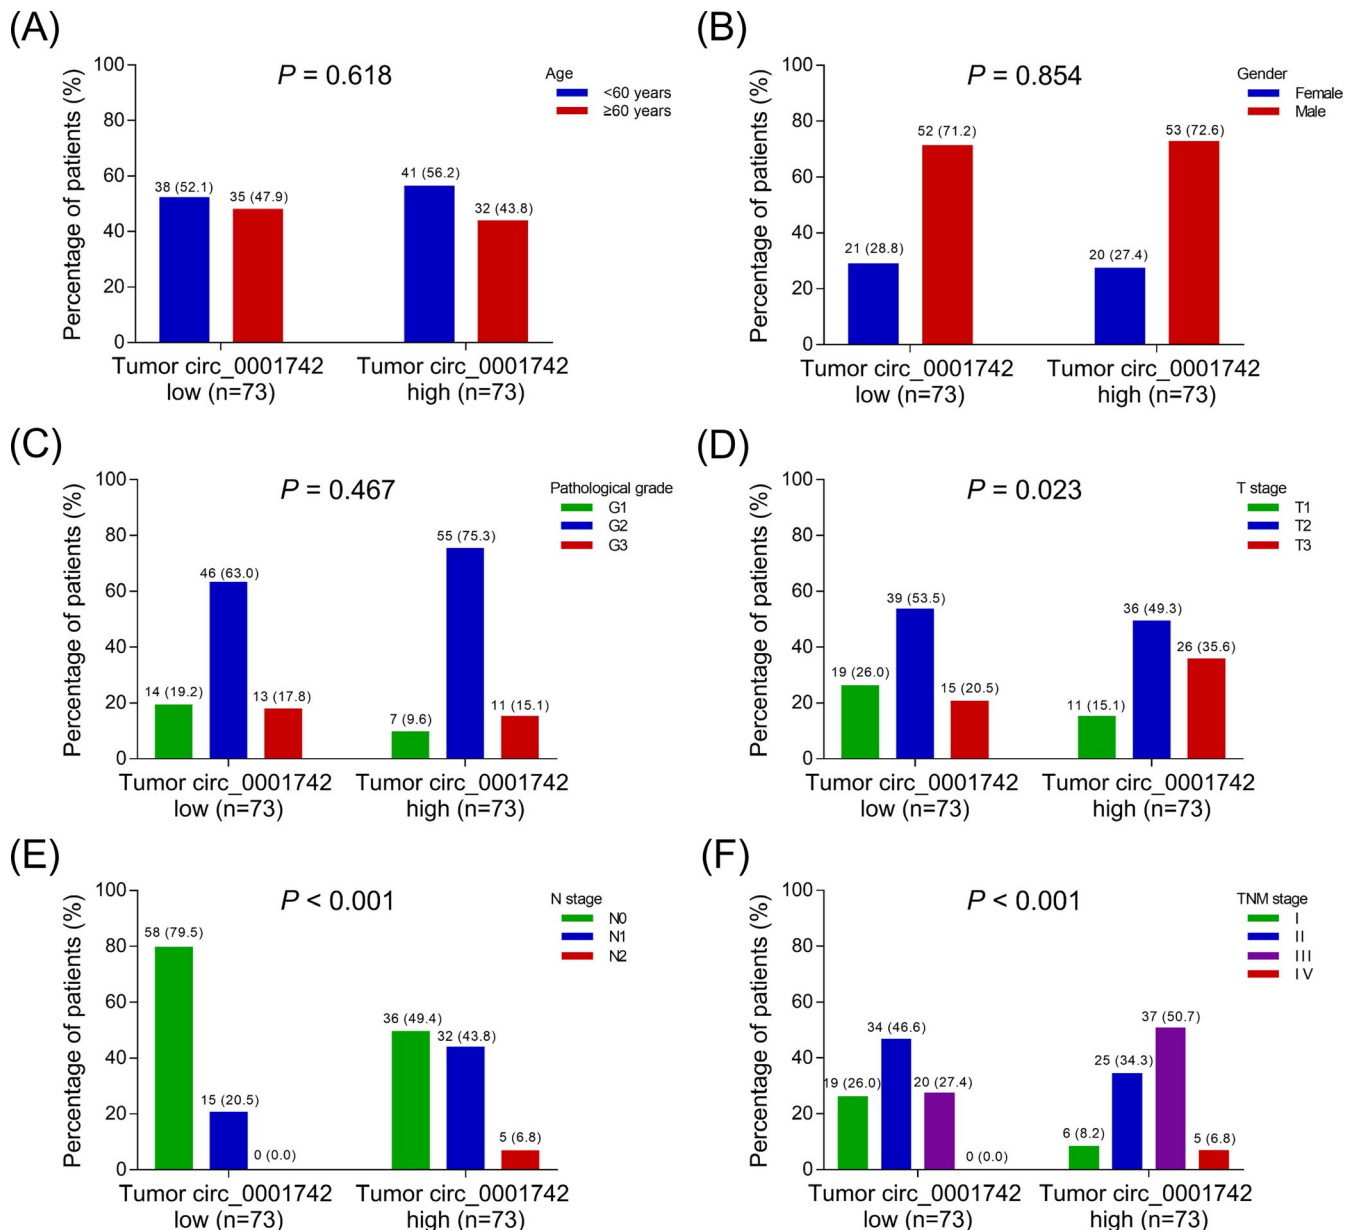 (A)
Percentage of patients (%)
100
80
60
40
20
0
P = 0.618
Age
<60 years
≥60 years
38 (52.1)
35 (47.9)
41 (56.2)
32 (43.8)
Tumor circ_0001742
low (n=73)
Tumor circ_0001742
high (n=73)
(B)
Percentage of patients (%)
100
80
60
40
20
0
P = 0.854
Gender
Female
Male
21 (28.8)
52 (71.2)
20 (27.4)
53 (72.6)
Tumor circ_0001742
low (n=73)
Tumor circ_0001742
high (n=73)
(C)
Percentage of patients (%)
100
80
60
40
20
0
P = 0.467
Pathological grade
G1
G2
G3
14 (19.2)
46 (63.0)
13 (17.8)
7 (9.6)
55 (75.3)
11 (15.1)
Tumor circ_0001742
low (n=73)
Tumor circ_0001742
high (n=73)
(D)
Percentage of patients (%)
100
80
60
40
20
0
P = 0.023
T stage
T1
T2
T3
19 (26.0)
39 (53.5)
15 (20.5)
11 (15.1)
36 (49.3)
26 (35.6)
Tumor circ_0001742
low (n=73)
Tumor circ_0001742
high (n=73)
(E)
Percentage of patients (%)
100
80
60
40
20
0
P < 0.001
N stage
N0
N1
N2
58 (79.5)
15 (20.5)
0 (0.0)
36 (49.4)
32 (43.8)
5 (6.8)
Tumor circ_0001742
low (n=73)
Tumor circ_0001742
high (n=73)
(F)
Percentage of patients (%)
100
80
60
40
20
0
P < 0.001
TNM stage
I
II
III
IV
19 (26.0)
34 (46.6)
20 (27.4)
0 (0.0)
6 (8.2)
25 (34.3)
37 (50.7)
5 (6.8)
Tumor circ_0001742
low (n=73)
Tumor circ_0001742
high (n=73)